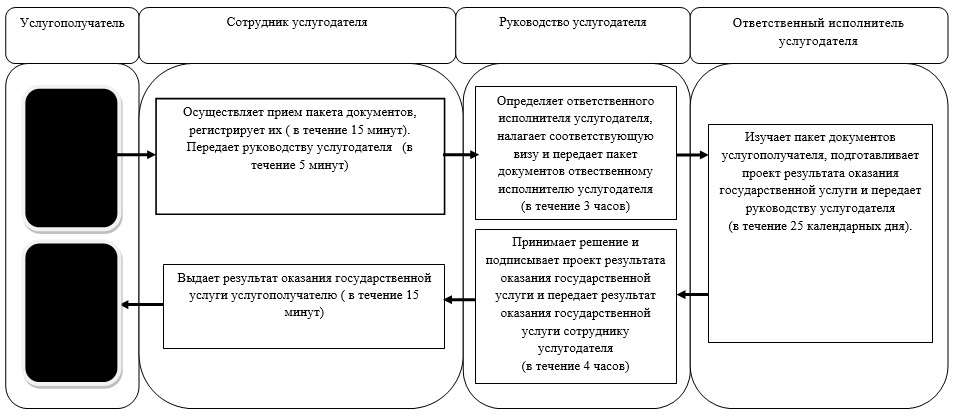 Услугополучатель
Сотрудник услугодателя
Руководство услугодателя
Ответственный исполнитель
услугодателя
Осуществляет прием пакета документов,
регистрирует их ( в течение 15 минут).
Передает руководству услугодателя (в
течение 5 минут)
Определяет ответственного
исполнителя услугодателя,
налагает соответствующую
визу и передает пакет
документов отвественному
исполнителю услугодателя
(в течение 3 часов)
Изучает пакет документов
услугополучателя, подготавливает
проект результата оказания
государственной услуги и передает
руководству услугодателя
(в течение 25 календарных дня).
Принимает решение и
подписывает проект результата
оказания государственной
услуги и передает результат
оказания государственной
услуги сотруднику
услугодателя
(в течение 4 часов)
Выдает результат оказания государственной
услуги услугополучателю ( в течение 15
минут)